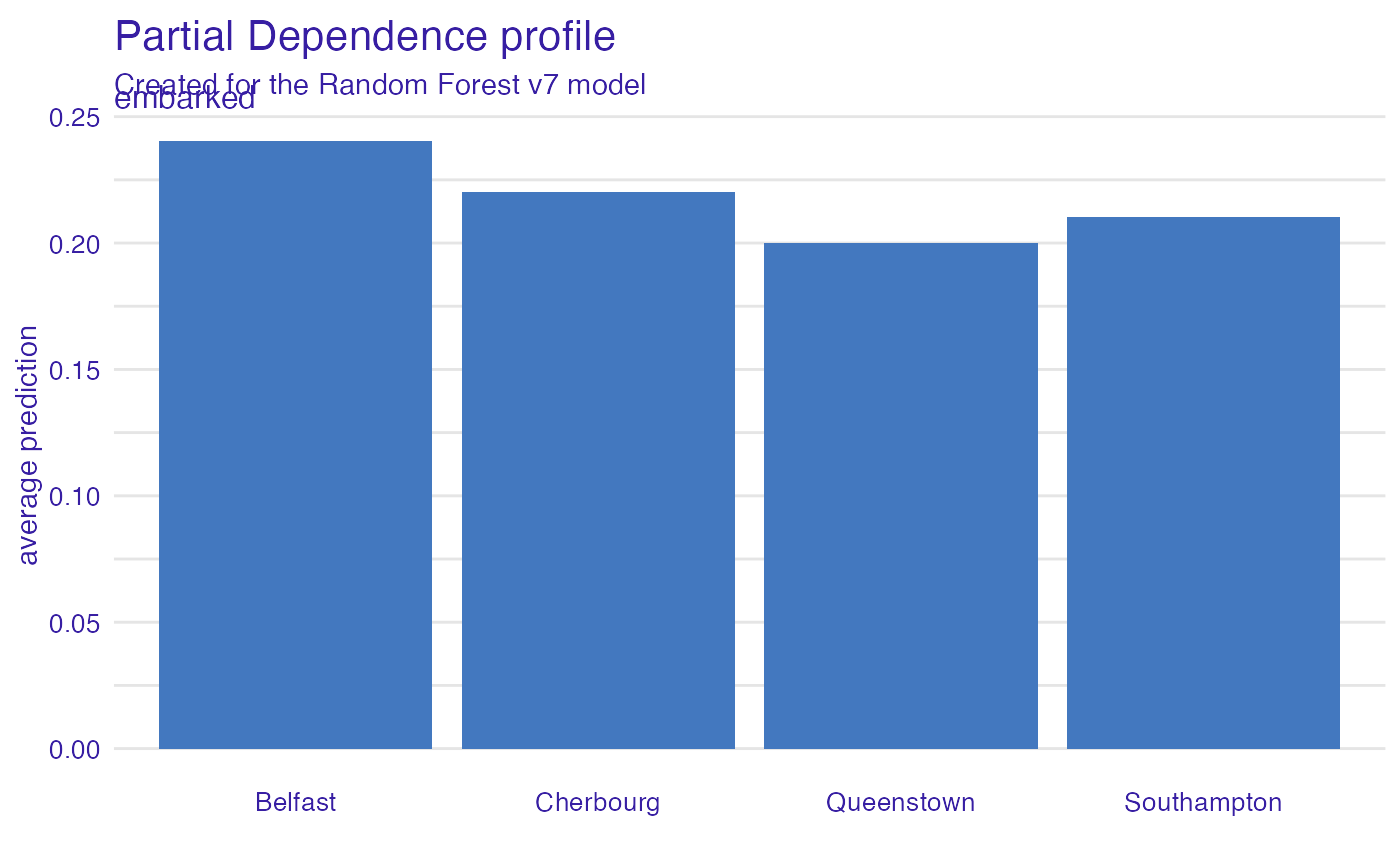 Partial Dependence profile
Created for the Random Forest v7 model
embarked
0.25
0.20
0.15
0.10
0.05
0.00
average prediction
Belfast
Cherbourg
Queenstown
Southampton